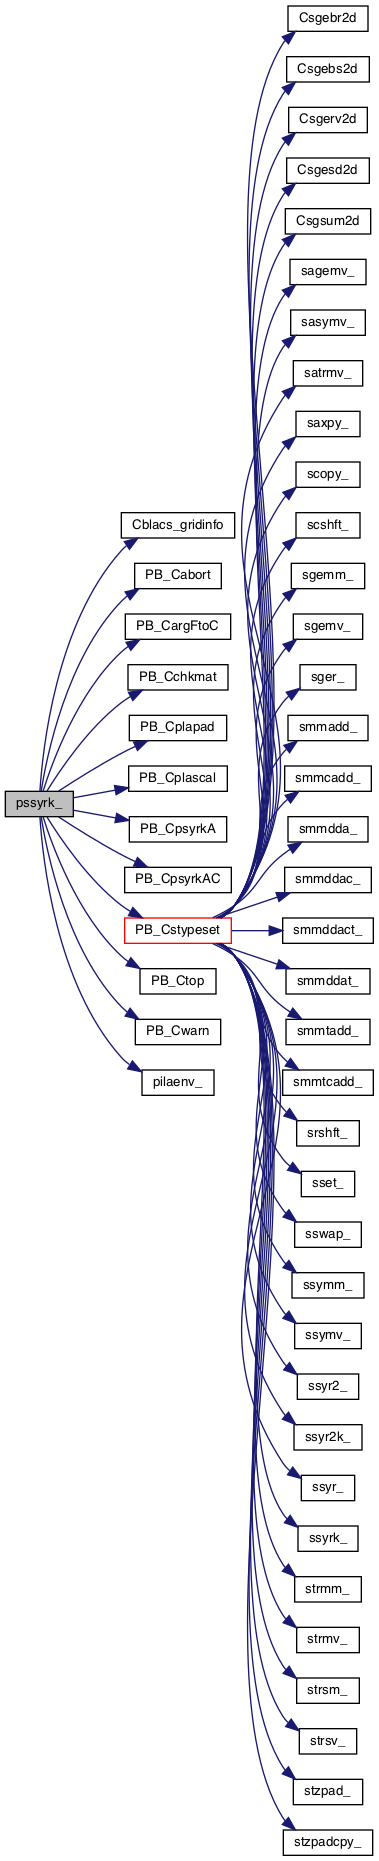 Csgebr2d
Csgebs2d
Csgerv2d
Csgesd2d
Csgsum2d
sagemv_
sasymv_
satrmv_
saxpy_
scopy_
scshft_
Cblacs_gridinfo
sgemm_
PB_Cabort
PB_CargFtoC
sgemv_
PB_Cchkmat
sger_
PB_Cplapad
smmadd_
PB_Cplascal
smmcadd_
pssyrk_
PB_CpsyrkA
smmdda_
PB_CpsyrkAC
smmddac_
PB_Cstypeset
smmddact_
PB_Ctop
smmddat_
PB_Cwarn
smmtadd_
pilaenv_
smmtcadd_
srshft_
sset_
sswap_
ssymm_
ssymv_
ssyr2_
ssyr2k_
ssyr_
ssyrk_
strmm_
strmv_
strsm_
strsv_
stzpad_
stzpadcpy_